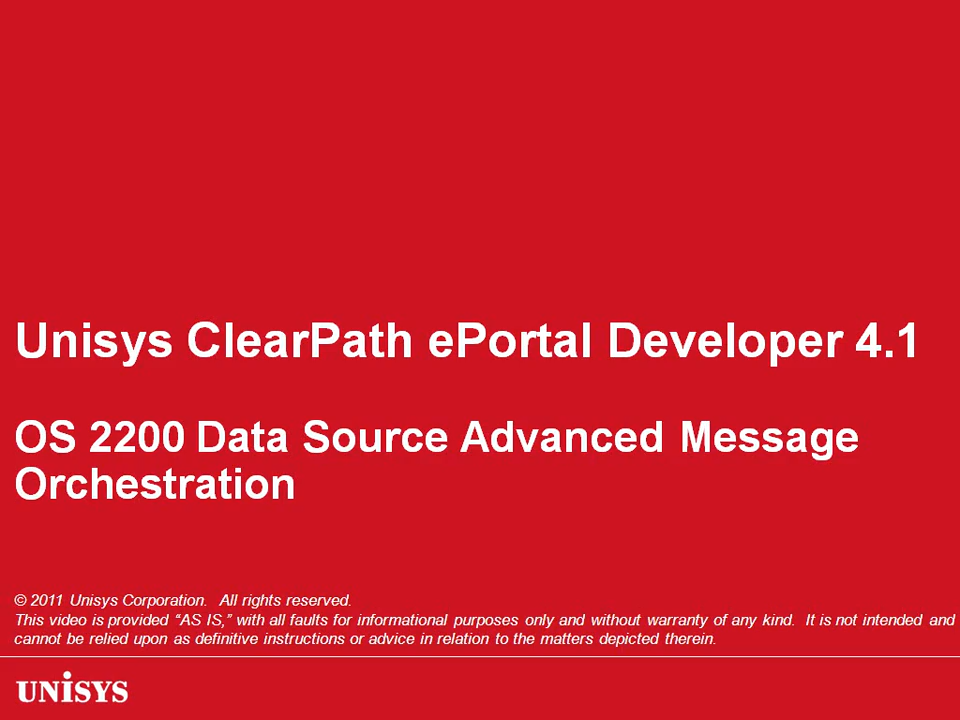 Unisys ClearPath ePortal Developer 4.1
OS 2200 Data Source Advanced Message
Orchestration
© 2011 Unisys Corporation.  All rights reserved.
This video is provided “AS IS,” with all faults for informational purposes only and without warranty of any kind.  It is not intended and
cannot be relied upon as definitive instructions or advice in relation to the matters depicted therein.
UNiSYS